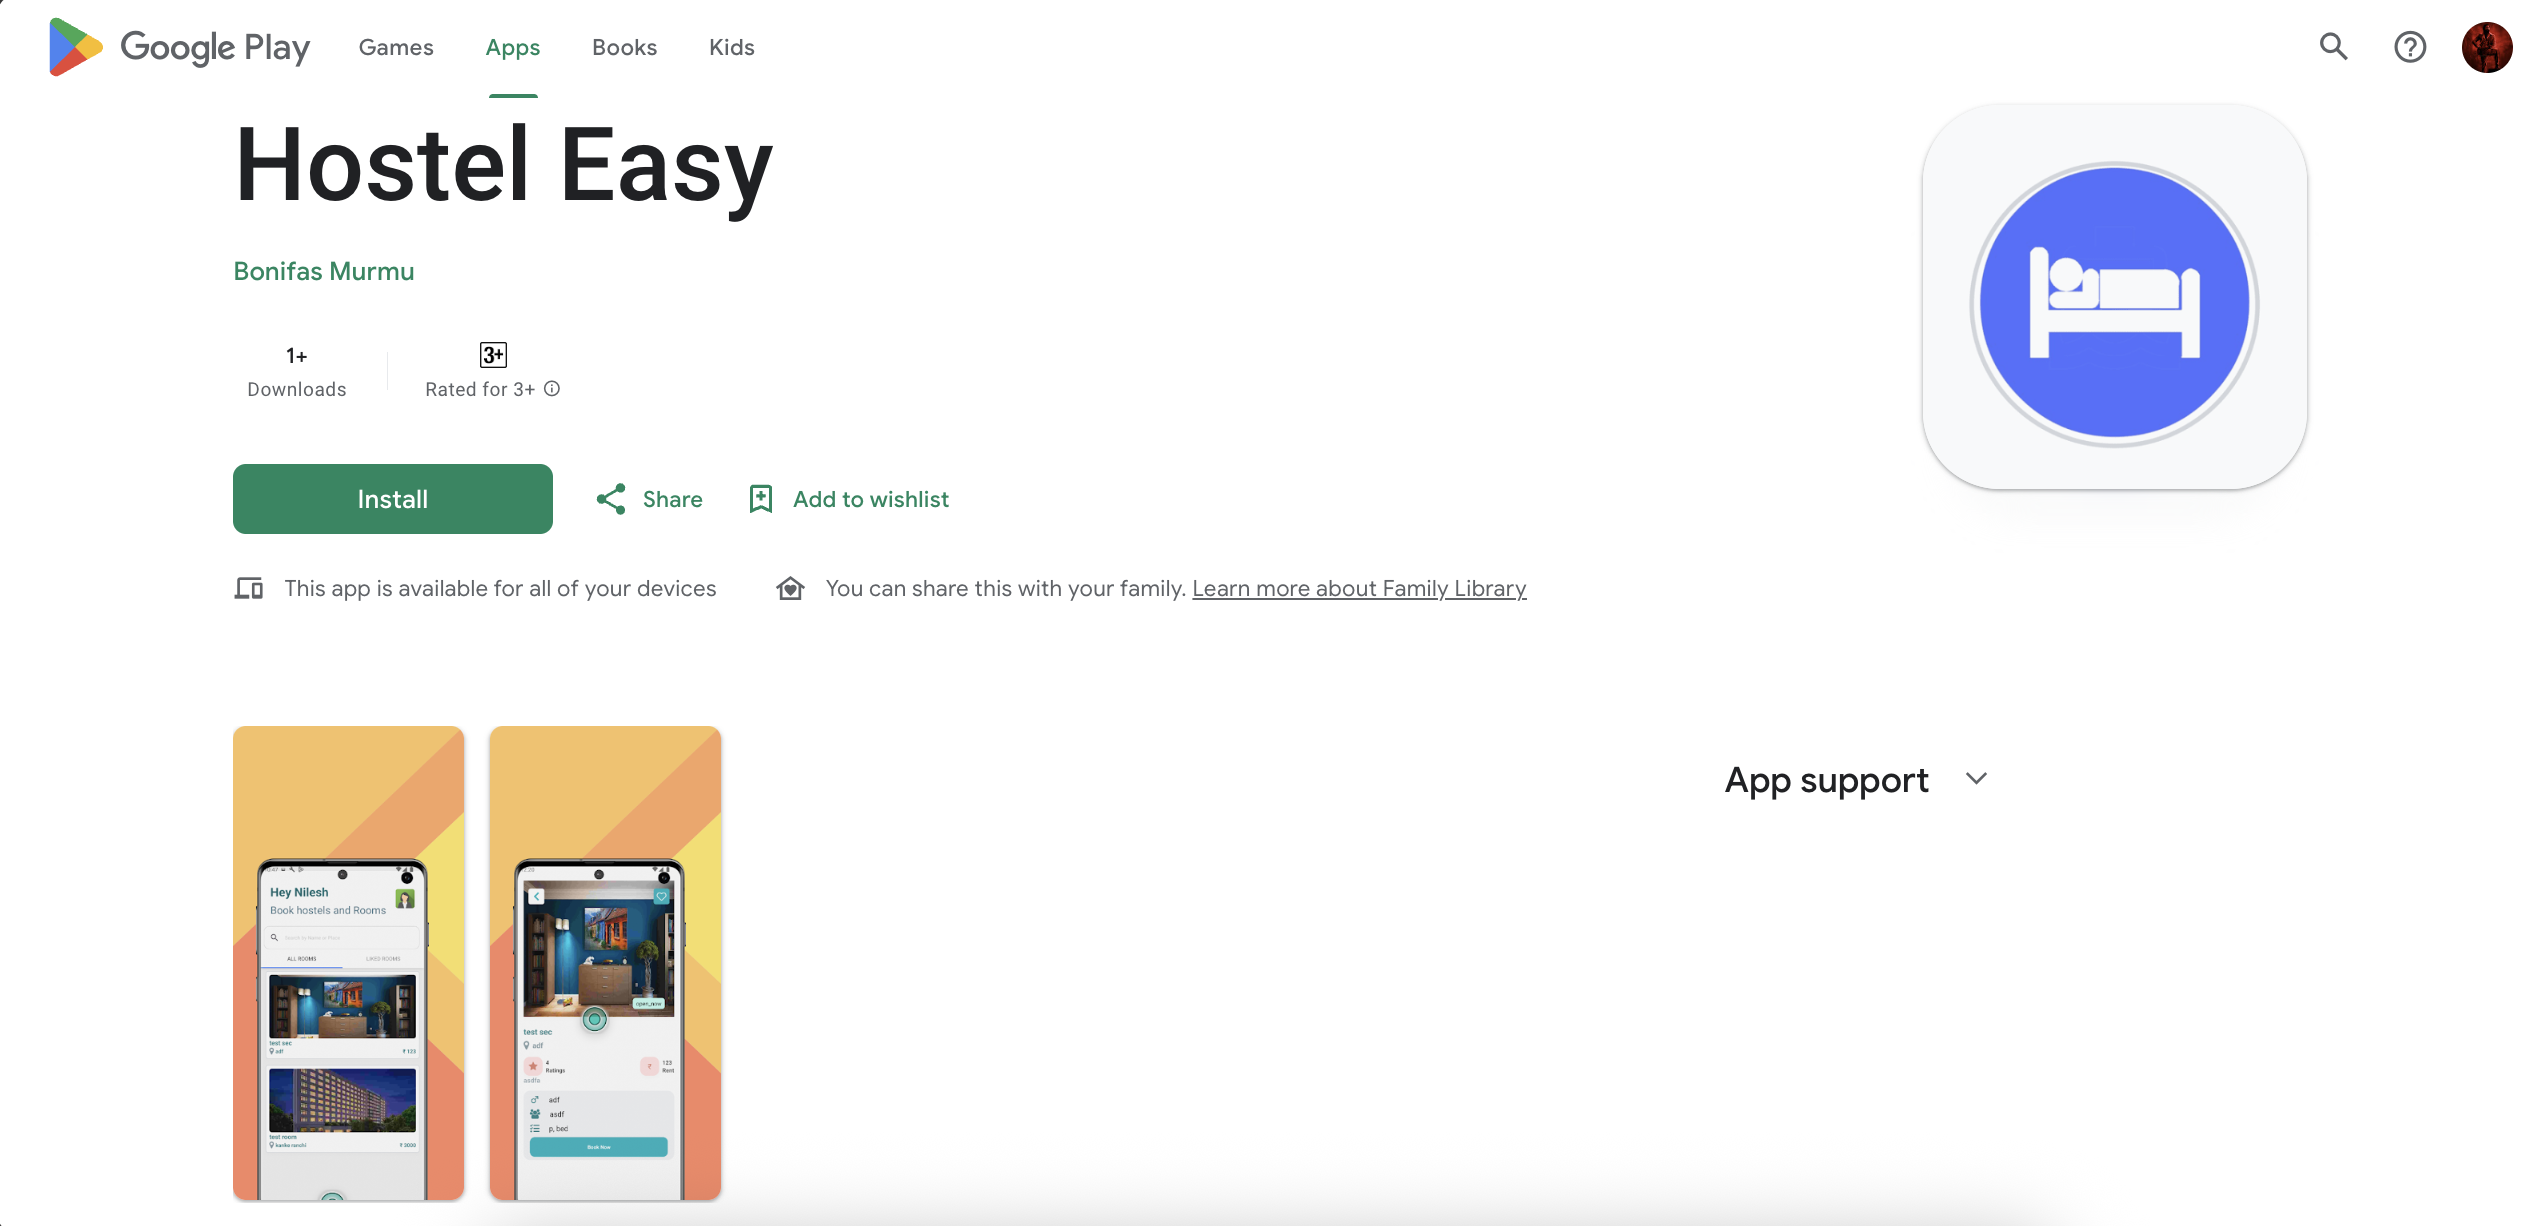 Google Play Games Apps Books Kids
Hostel Easy
Bonifas Murmu
1+
Downloads
3+
Rated for 3+
Install
Share
Add to wishlist
This app is available for all of your devices
You can share this with your family. Learn more about Family Library
Hey Nilesh
Book hostels and Rooms
ALL ROOMS
LIKED ROOMS
test sec
adf
₹ 123
test room
₹ 3000
open_now
test sec
adf
4
Ratings
123
Rent
asdfa
adf
asdf
p, bed
Book Now
App support